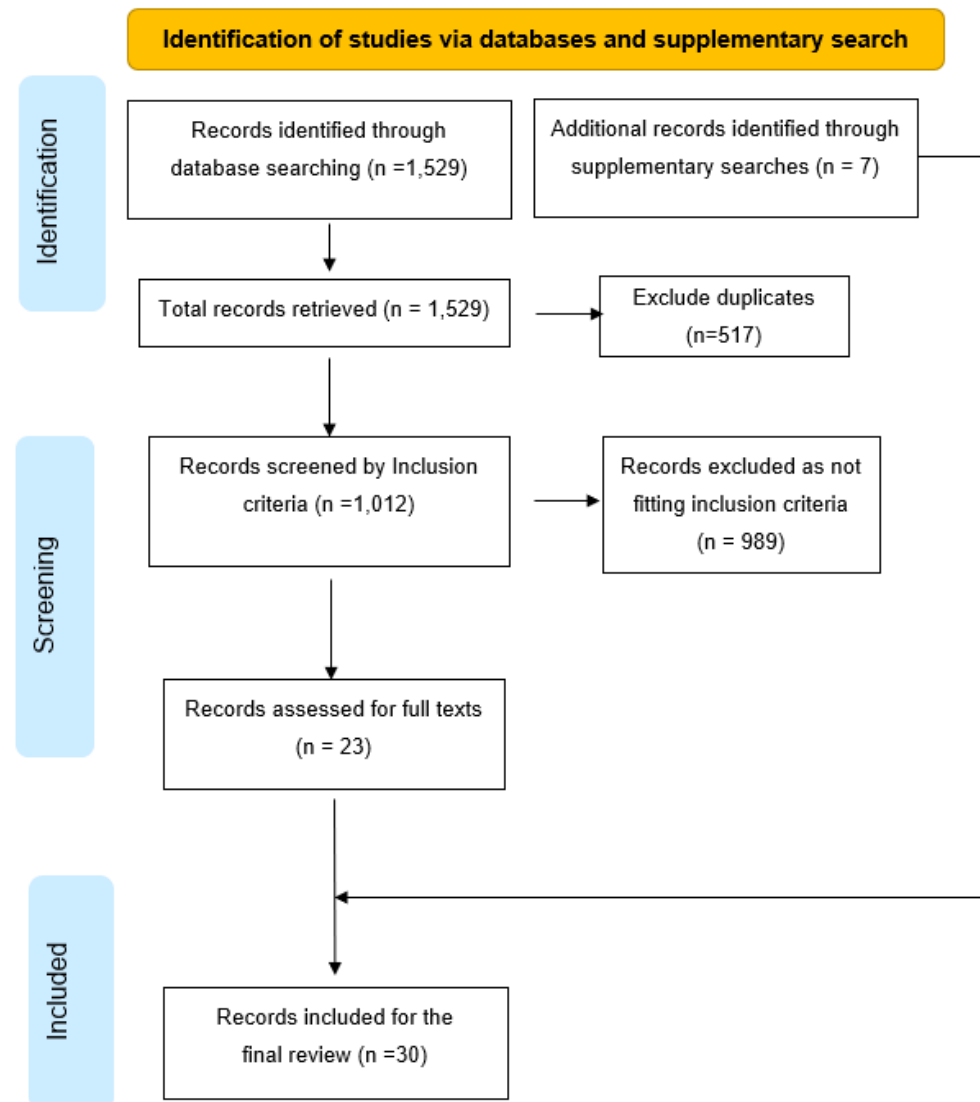 Identification of studies via databases and supplementary search
Identification
Records identified through
database searching (n =1,529)
Additional records identified through
supplementary searches (n = 7)
Total records retrieved (n = 1,529)
Exclude duplicates
(n=517)
Screening
Records screened by Inclusion
criteria (n =1,012)
Records excluded as not
fitting inclusion criteria
(n = 989)
Records assessed for full texts
(n = 23)
Included
Records included for the
final review (n =30)